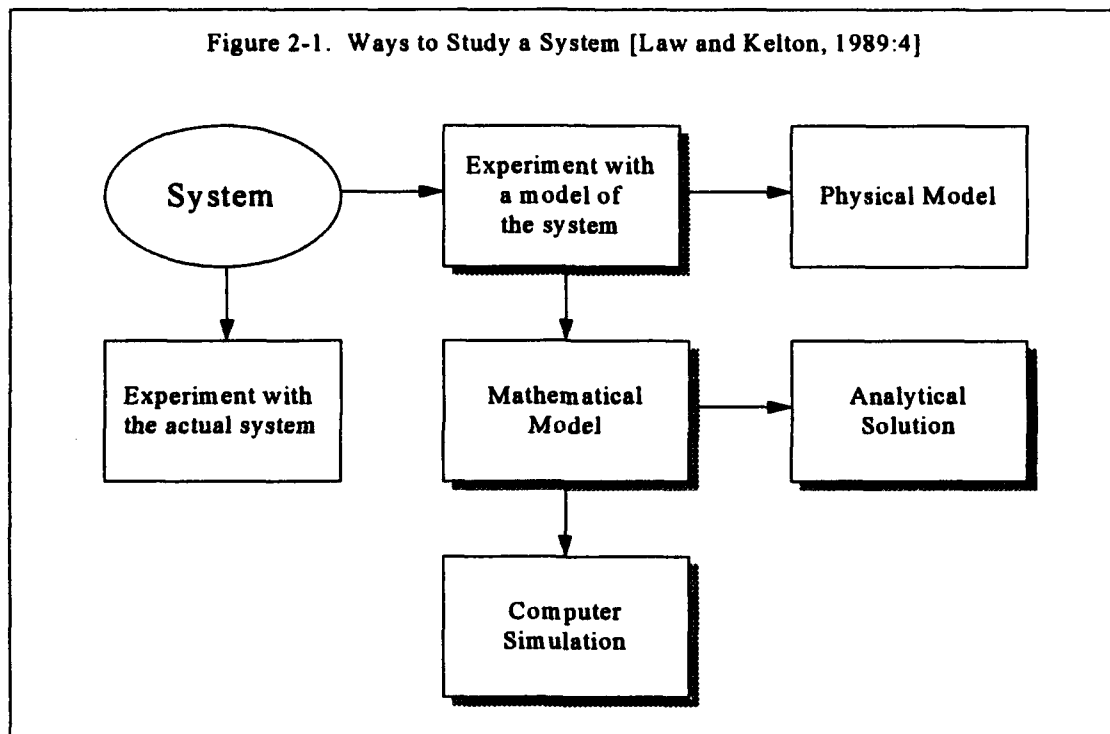 Figure 2-1. Ways to Study a System [Law and Kelton, 1989:4]
System
Experiment with
a model of
the system
Physical Model
Experiment with
the actual system
Mathematical
Model
Analytical
Solution
Computer
Simulation